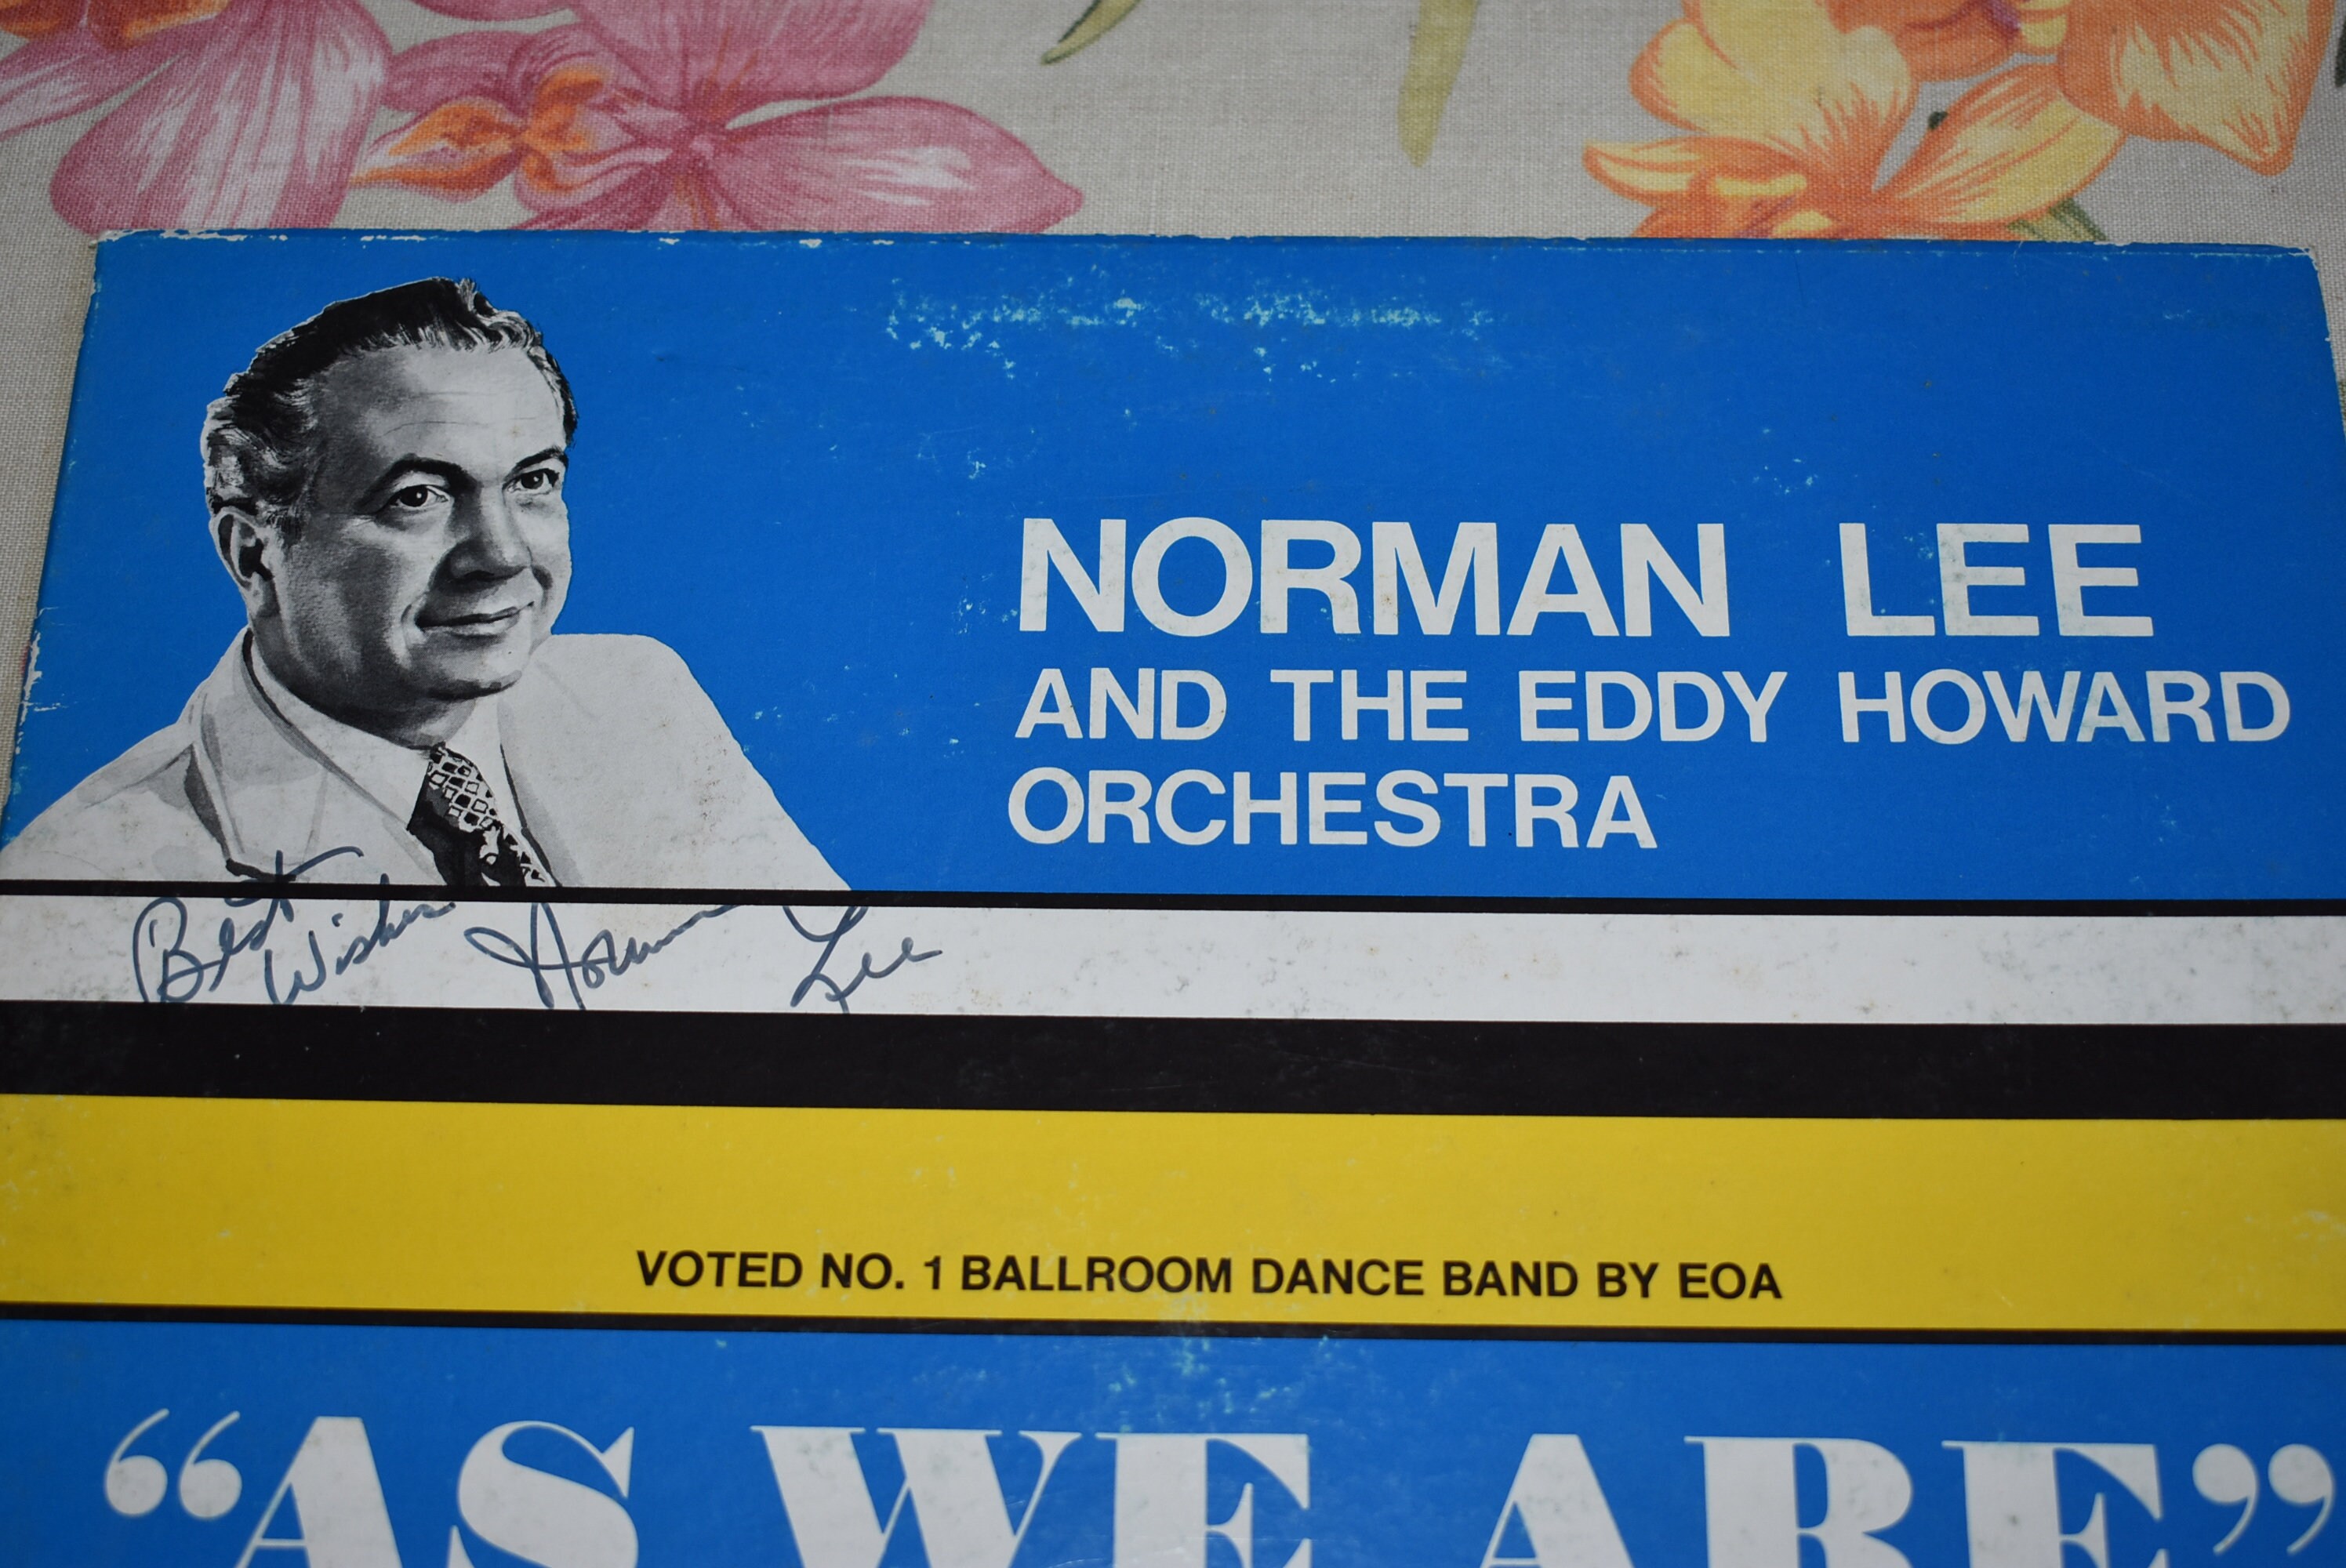 NORMAN LEE
AND THE EDDY HOWARD
ORCHESTRA
Best Wishes Norman Lee
VOTED NO. 1 BALLROOM DANCE BAND BY EOA
“AS WE ARE”